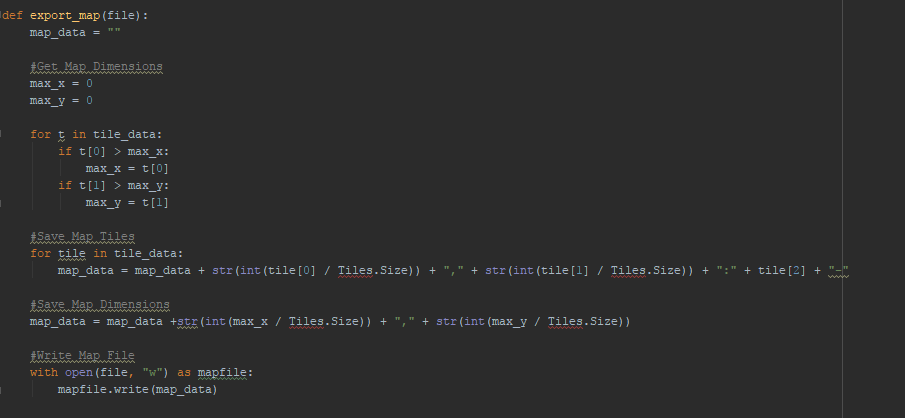 def export_map(file):
    map_data = ""
    #Get Map Dimensions
    max_x = 0
    max_y = 0
    for t in tile_data:
        if t[0] > max_x:
            max_x = t[0]
        if t[1] > max_y:
            max_y = t[1]
    #Save Map Tiles
    for tile in tile_data:
        map_data = map_data + str(int(tile[0] / Tiles.Size)) + "," + str(int(tile[1] / Tiles.Size)) + ":" + tile[2] + "-"
    #Save Map Dimensions
    map_data = map_data +str(int(max_x / Tiles.Size)) + "," + str(int(max_y / Tiles.Size))
    #Write Map File
    with open(file, "w") as mapfile:
        mapfile.write(map_data)